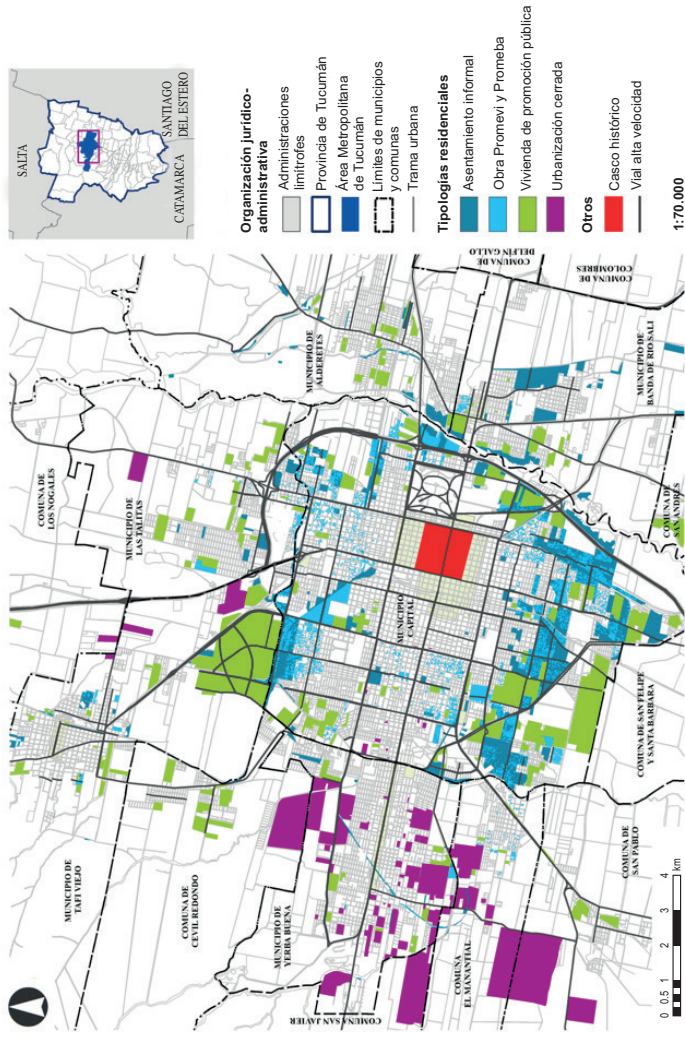 SALTA
SANTIAGO
DEL ESTERO
CATAMARCA
Organización jurídico-
administrativa
Administraciones
limítrofes
Provincia de Tucumán
Área Metropolitana
de Tucumán
Límites de municipios
y comunas
Trama urbana
Tipologías residenciales
Asentamiento informal
Obra Promevi y Promeba
Vivienda de promoción pública
Urbanización cerrada
Otros
Casco histórico
Vial alta velocidad
1:70.000
MUNICIPIO DE
TAFI VIEJO
COMUNA DE
CEVIL REDONDO
MUNICIPIO DE
YERBA BUENA
COMUNA SAN JAVIER
COMUNA
EL MANANTIAL
COMUNA DE
SAN PABLO
COMUNA DE SAN FELIPE
Y SANTA BARBARA
MUNICIPIO
CAPITAL
COMUNA DE
LOS NOGALES
MUNICIPIO DE
LAS TALITAS
MUNICIPIO DE
ALDERETES
COMUNA DE
DELFÍN GALLO
COMUNA DE
COLOMBRES
MUNICIPIO DE
BANDA DE RIO SALI
COMUNA DE
SAN ANDRÉS
0 0.5 1 2 3 4
km